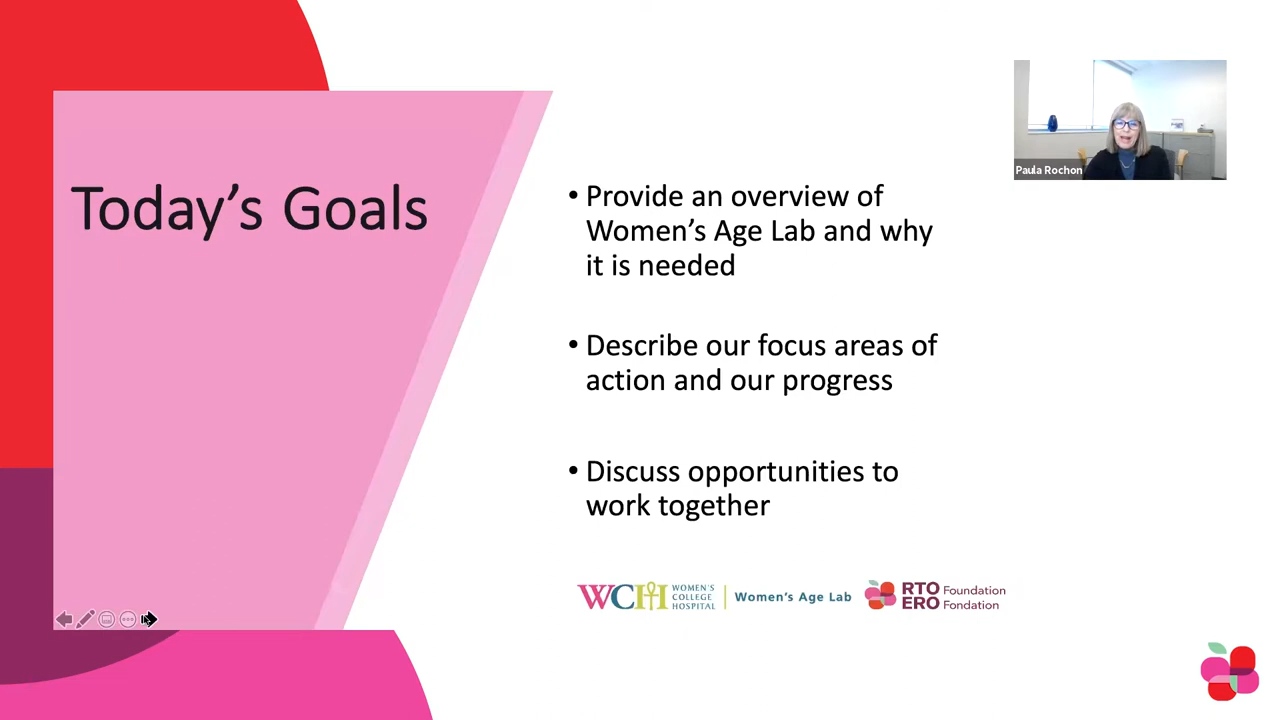 Today’s Goals
• Provide an overview of
Women’s Age Lab and why
it is needed
• Describe our focus areas of
action and our progress
• Discuss opportunities to
work together
Paula Rochon
WCH WOMEN'S
COLLEGE
HOSPITAL
Women's Age Lab
RTO Foundation
ERO Fondation